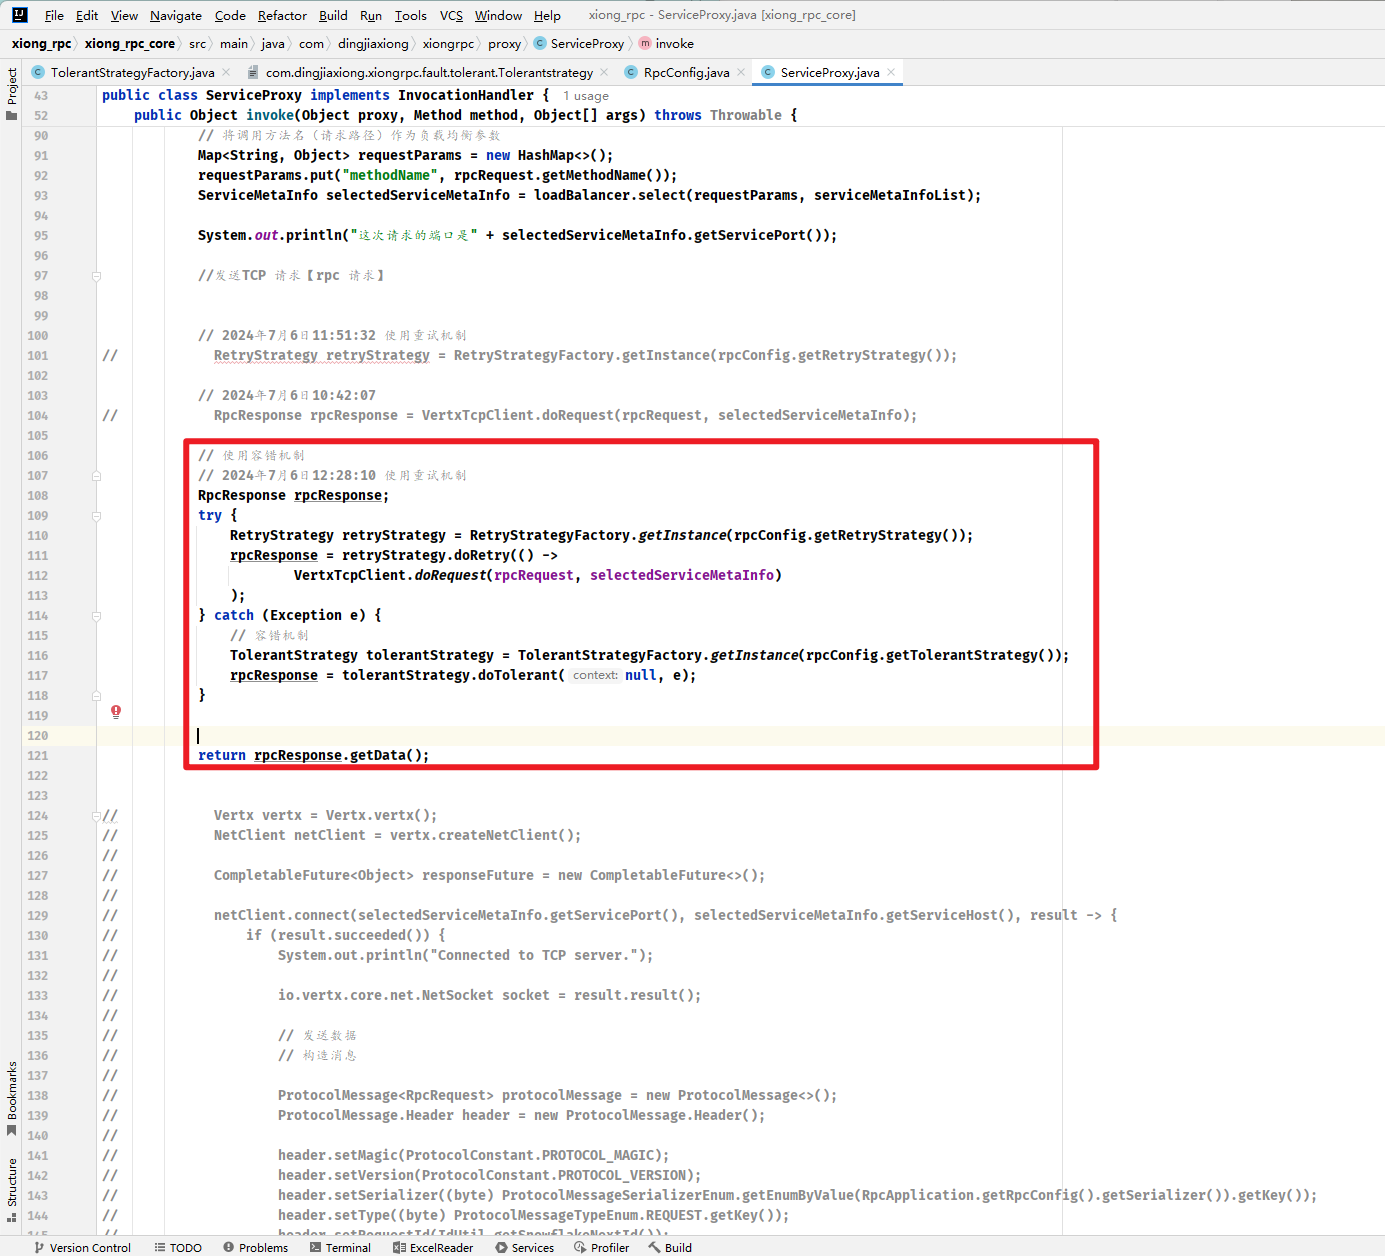 File Edit View Navigate Code Refactor Build Run Tools VCS Window Help xiong_rpc - ServiceProxy.java [xiong_rpc_core]
xiong_rpc xiong_rpc_core src main java com dingjiaxiong xiongrpc proxy ServiceProxy invoke
TolerantStrategyFactory.java com.dingjiaxiong.xiongrpc.fault.tolerant.Tolerantstrategy RpcConfig.java ServiceProxy.java
Project
43 public class ServiceProxy implements InvocationHandler { 1 usage
52 public Object invoke(Object proxy, Method method, Object[] args) throws Throwable {
90 // 将调用方法名（请求路径）作为负载均衡参数
91 Map<String, Object> requestParams = new HashMap<>();
92 requestParams.put("methodName", rpcRequest.getMethodName());
93 ServiceMetaInfo selectedServiceMetaInfo = loadBalancer.select(requestParams, serviceMetaInfoList);
94
95 System.out.println("这次请求的端口是" + selectedServiceMetaInfo.getServicePort());
96
97 //发送TCP 请求【rpc 请求】
98
99
100 // 2024年7月6日11:51:32 使用重试机制
101 // RetryStrategy retryStrategy = RetryStrategyFactory.getInstance(rpcConfig.getRetryStrategy());
102
103 // 2024年7月6日10:42:07
104 // RpcResponse rpcResponse = VertxTcpClient.doRequest(rpcRequest, selectedServiceMetaInfo);
105
106 // 使用容错机制
107 // 2024年7月6日12:28:10 使用重试机制
108 RpcResponse rpcResponse;
109 try {
110 RetryStrategy retryStrategy = RetryStrategyFactory.getInstance(rpcConfig.getRetryStrategy());
111 rpcResponse = retryStrategy.doRetry(() ->
112 VertxTcpClient.doRequest(rpcRequest, selectedServiceMetaInfo)
113 );
114 } catch (Exception e) {
115 // 容错机制
116 TolerantStrategy tolerantStrategy = TolerantStrategyFactory.getInstance(rpcConfig.getTolerantStrategy());
117 rpcResponse = tolerantStrategy.doTolerant( context: null, e);
118 }
119
120
121 return rpcResponse.getData();
122
123
124 // Vertx vertx = Vertx.vertx();
125 // NetClient netClient = vertx.createNetClient();
126 //
127 // CompletableFuture<Object> responseFuture = new CompletableFuture<>();
128 //
129 // netClient.connect(selectedServiceMetaInfo.getServicePort(), selectedServiceMetaInfo.getServiceHost(), result -> {
130 // if (result.succeeded()) {
131 // System.out.println("Connected to TCP server.");
132 //
133 // io.vertx.core.net.NetSocket socket = result.result();
134 //
135 // // 发送数据
136 // // 构造消息
137 //
138 // ProtocolMessage<RpcRequest> protocolMessage = new ProtocolMessage<>();
139 // ProtocolMessage.Header header = new ProtocolMessage.Header();
140 //
141 // header.setMagic(ProtocolConstant.PROTOCOL_MAGIC);
142 // header.setVersion(ProtocolConstant.PROTOCOL_VERSION);
143 // header.setSerializer((byte) ProtocolMessageSerializerEnum.getEnumByValue(RpcApplication.getRpcConfig().getSerializer()).getKey());
144 // header.setType((byte) ProtocolMessageTypeEnum.REQUEST.getKey());
145 // header.setRequestId(IdUtil.getSnowflakeNextId());
Bookmarks
Structure
Version Control TODO Problems Terminal ExcelReader Services Profiler Build